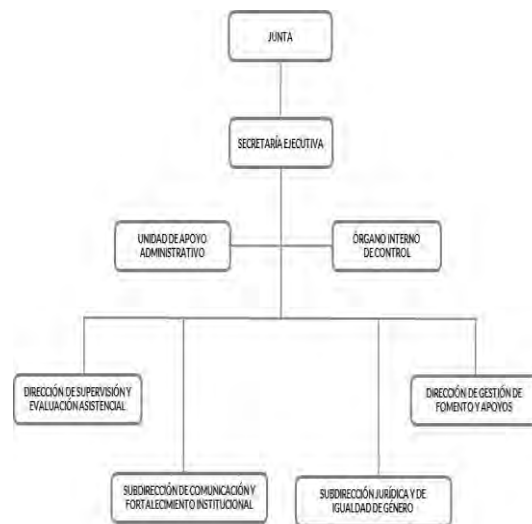 JUNTA
SECRETARÍA EJECUTIVA
UNIDAD DE APOYO
ADMINISTRATIVO
ÓRGANO INTERNO
DE CONTROL
DIRECCIÓN DE SUPERVISIÓN Y
EVALUACIÓN ASISTENCIAL
DIRECCIÓN DE GESTIÓN DE
FOMENTO Y APOYOS
SUBDIRECCIÓN DE COMUNICACIÓN Y
FORTALECIMIENTO INSTITUCIONAL
SUBDIRECCIÓN JURÍDICA Y DE
IGUALDAD DE GÉNERO